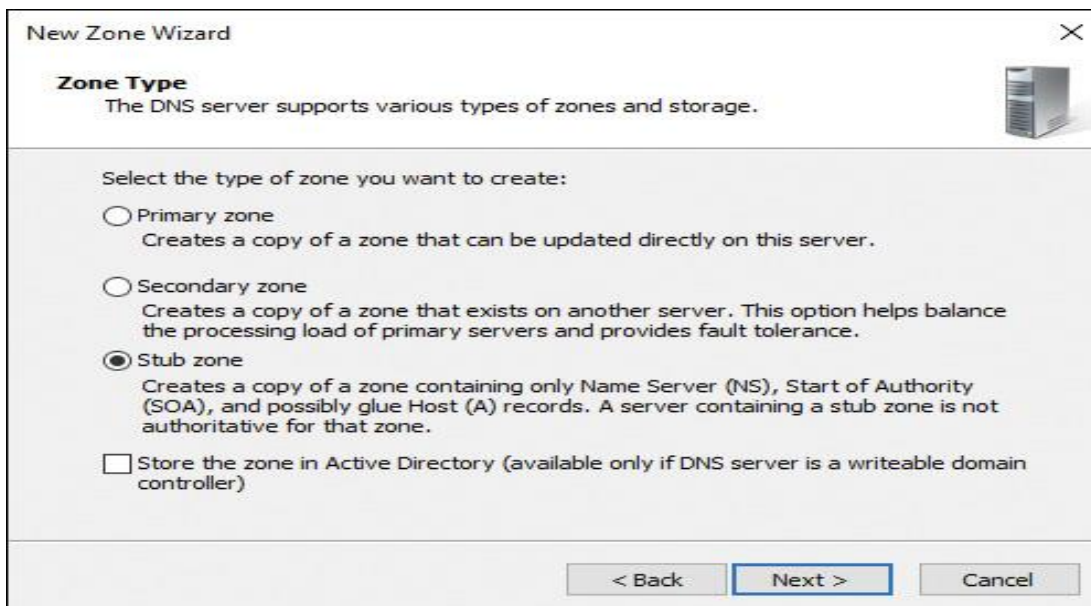 New Zone Wizard
Zone Type
The DNS server supports various types of zones and storage.
Select the type of zone you want to create:
Primary zone
Creates a copy of a zone that can be updated directly on this server.
Secondary zone
Creates a copy of a zone that exists on another server. This option helps balance
the processing load of primary servers and provides fault tolerance.
Stub zone
Creates a copy of a zone containing only Name Server (NS), Start of Authority
(SOA), and possibly glue Host (A) records. A server containing a stub zone is not
authoritative for that zone.
Store the zone in Active Directory (available only if DNS server is a writeable domain
controller)
< Back
Next >
Cancel